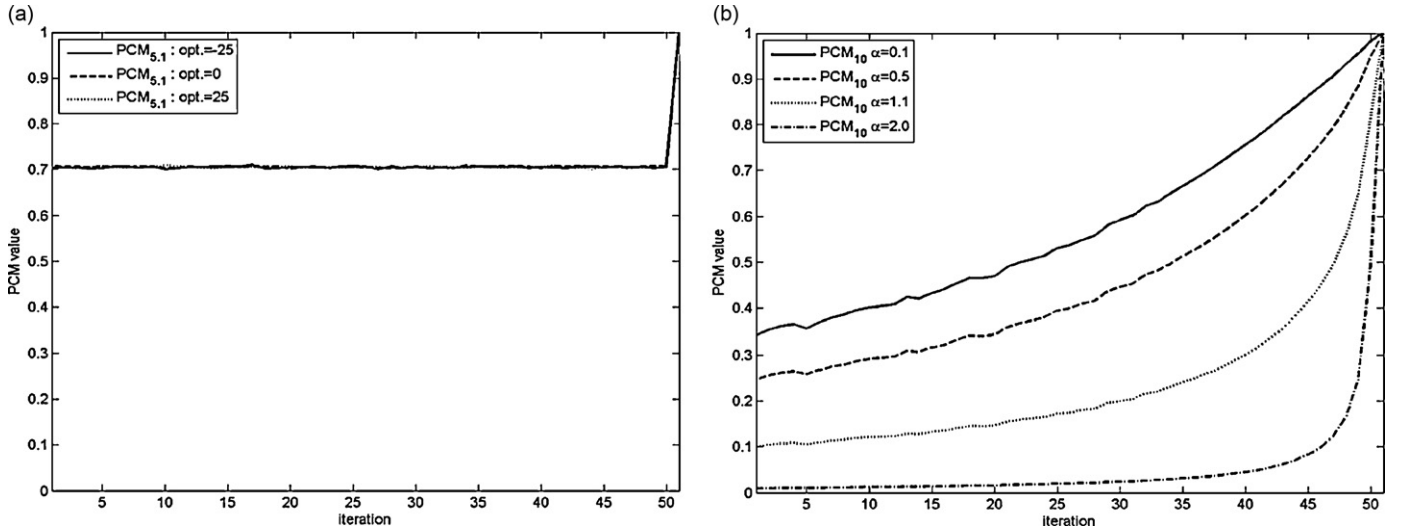 (a)
PCM5.1 : opt.=-25
PCM5.1 : opt.=0
PCM5.1 : opt.=25
1
0.9
0.8
0.7
0.6
0.5
0.4
0.3
0.2
0.1
0
PCM value
5 10 15 20 25 30 35 40 45 50
iteration
(b)
PCM10 α=0.1
PCM10 α=0.5
PCM10 α=1.1
PCM10 α=2.0
1
0.9
0.8
0.7
0.6
0.5
0.4
0.3
0.2
0.1
0
PCM value
5 10 15 20 25 30 35 40 45 50
iteration